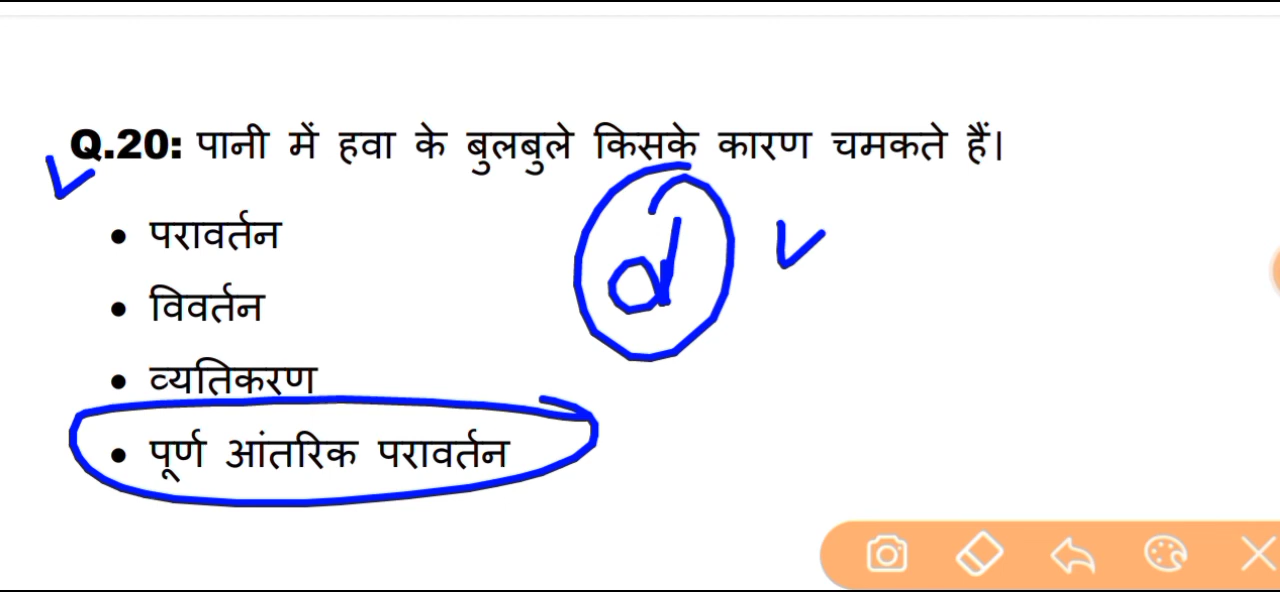 Q.20: पानी में हवा के बुलबुले किसके कारण चमकते हैं।
• परावर्तन
• विवर्तन
• व्यतिकरण
• पूर्ण आंतरिक परावर्तन
d